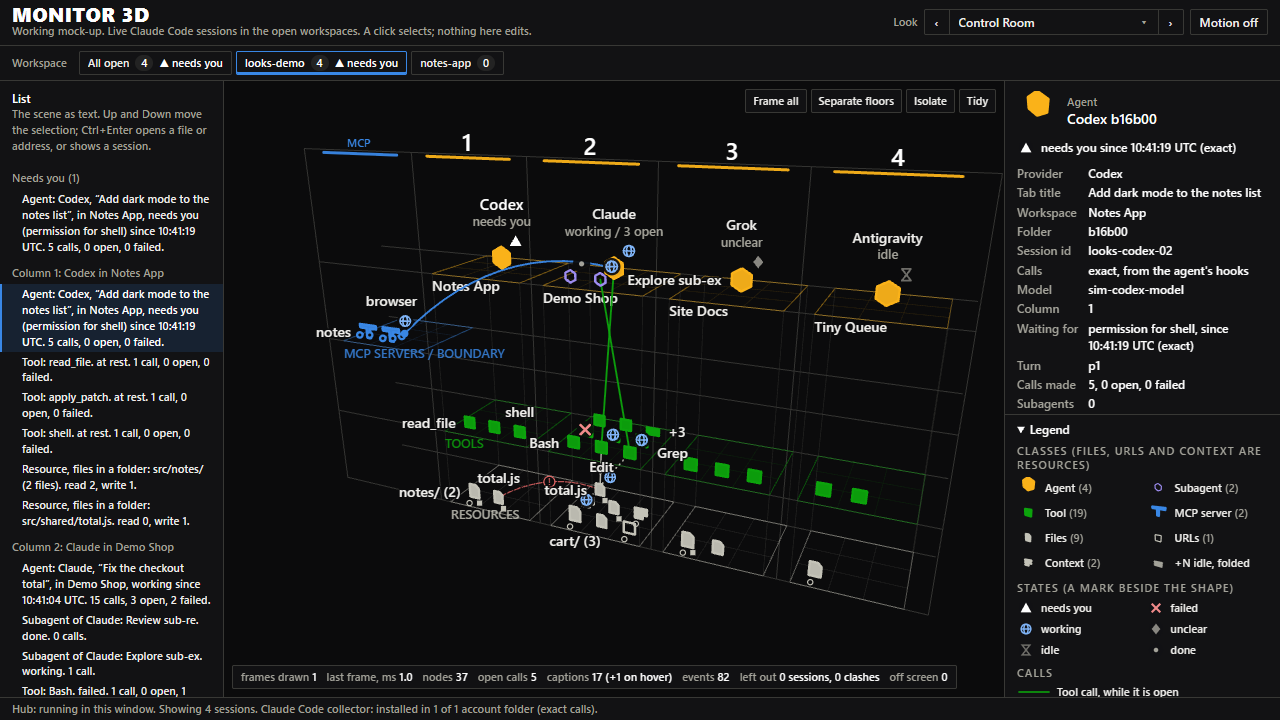 MONITOR 3D
Working mock-up. Live Claude Code sessions in the open workspaces. A click selects; nothing here edits.
Look
‹
Control Room
›
Motion off
Workspace
All open 4 ▲ needs you
looks-demo 4 ▲ needs you
notes-app 0
List
The scene as text. Up and Down move
the selection; Ctrl+Enter opens a file or
address, or shows a session.
Needs you (1)
Agent: Codex, “Add dark mode to the
notes list”, in Notes App, needs you
(permission for shell) since 10:41:19
UTC. 5 calls, 0 open, 0 failed.
Column 1: Codex in Notes App
Agent: Codex, “Add dark mode to the
notes list”, in Notes App, needs you
(permission for shell) since 10:41:19
UTC. 5 calls, 0 open, 0 failed.
Tool: read_file. at rest. 1 call, 0 open, 0
failed.
Tool: apply_patch. at rest. 1 call, 0
open, 0 failed.
Tool: shell. at rest. 1 call, 0 open, 0
failed.
Resource, files in a folder: src/notes/
(2 files). read 2, write 1.
Resource, files in a folder:
src/shared/total.js. read 0, write 1.
Column 2: Claude in Demo Shop
Agent: Claude, “Fix the checkout
total”, in Demo Shop, working since
10:41:04 UTC. 15 calls, 3 open, 2 failed.
Subagent of Claude: Review sub-re.
done. 0 calls.
Subagent of Claude: Explore sub-ex.
working. 1 call.
Tool: Bash. failed. 1 call, 0 open, 1
Frame all
Separate floors
Isolate
Tidy
MCP
1
2
3
4
Codex
needs you
Claude
working / 3 open
Grok
unclear
Antigravity
idle
Notes App
Demo Shop
Explore sub-ex
Site Docs
Tiny Queue
browser
notes
MCP SERVERS / BOUNDARY
shell
read_file
TOOLS
Bash
+3
Grep
Edit
total.js
total.js
notes/ (2)
RESOURCES
cart/ (3)
frames drawn 1
last frame, ms 1.0
nodes 37
open calls 5
captions 17 (+1 on hover)
events 82
left out 0 sessions, 0 clashes
off screen 0
Agent
Codex b16b00
▲ needs you since 10:41:19 UTC (exact)
Provider Codex
Tab title Add dark mode to the notes list
Workspace Notes App
Folder b16b00
Session id looks-codex-02
Calls exact, from the agent's hooks
Model sim-codex-model
Column 1
Waiting for permission for shell, since
10:41:19 UTC (exact)
Turn p1
Calls made 5, 0 open, 0 failed
Subagents 0
▼ Legend
CLASSES (FILES, URLS AND CONTEXT ARE
RESOURCES)
Agent (4)
Subagent (2)
Tool (19)
MCP server (2)
Files (9)
URLs (1)
Context (2)
+N idle, folded
STATES (A MARK BESIDE THE SHAPE)
needs you
failed
working
unclear
idle
done
CALLS
Tool call, while it is open
Hub: running in this window. Showing 4 sessions. Claude Code collector: installed in 1 of 1 account folder (exact calls).